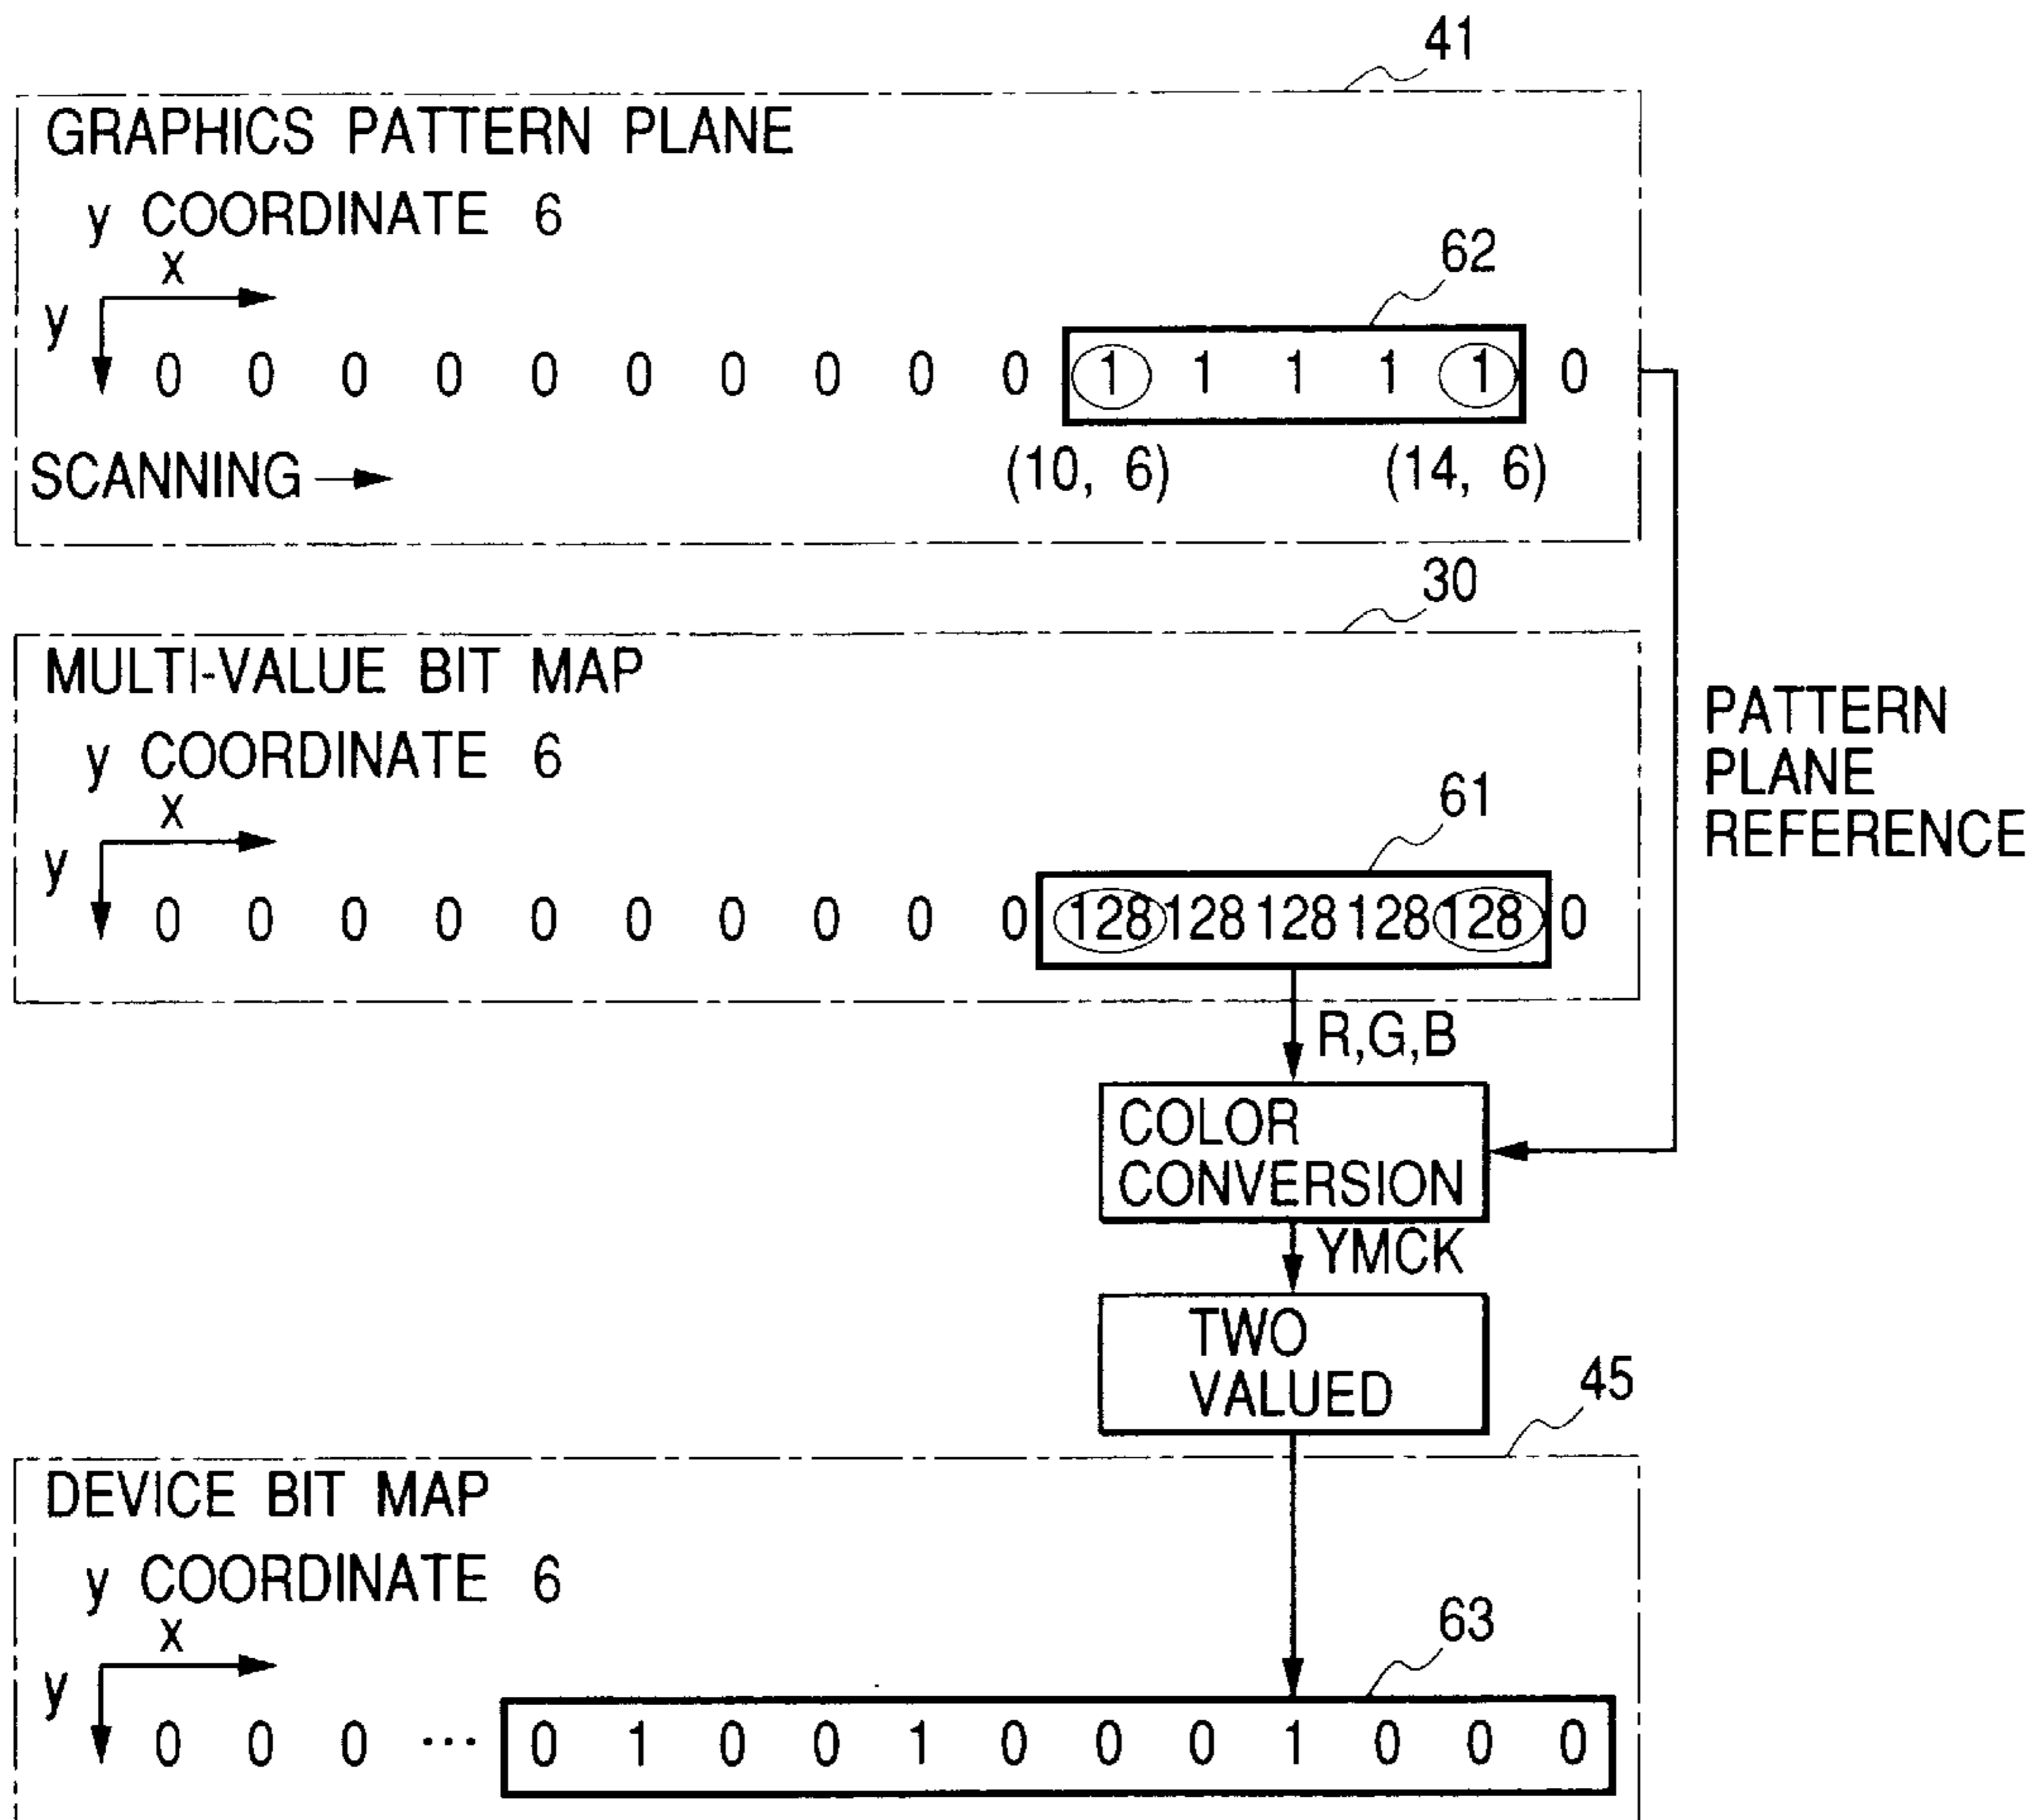 41
GRAPHICS PATTERN PLANE
y COORDINATE 6
x
62
y
0 0 0 0 0 0 0 0 0 0 1 1 1 1 1 0
SCANNING
(10, 6) (14, 6)
30
MULTI-VALUE BIT MAP
y COORDINATE 6
x
61
y
0 0 0 0 0 0 0 0 0 0 128 128 128 128 128 0
PATTERN
PLANE
REFERENCE
R,G,B
COLOR
CONVERSION
YMCK
TWO
VALUED
45
DEVICE BIT MAP
y COORDINATE 6
x
63
y
0 0 0 ··· 0 1 0 0 1 0 0 0 1 0 0 0